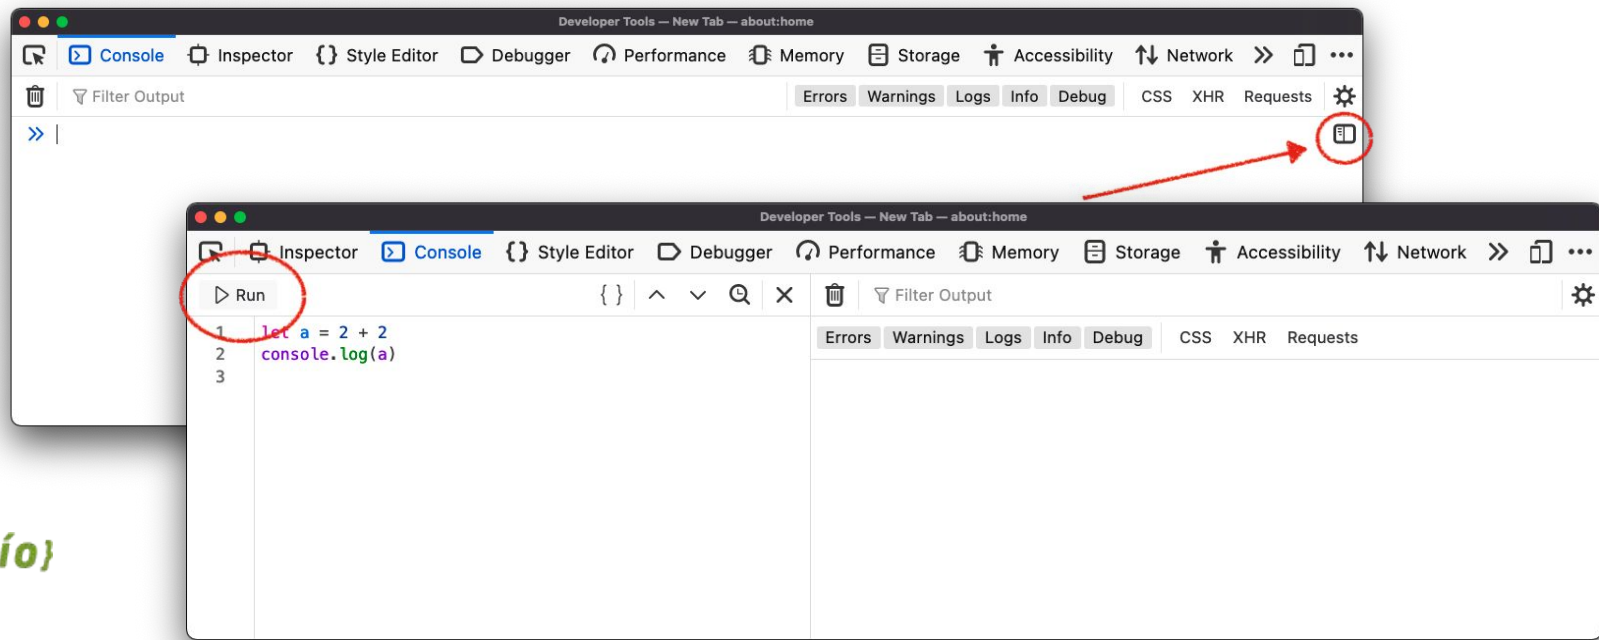 Developer Tools — New Tab — about:home
Console Inspector {} Style Editor Debugger Performance Memory Storage Accessibility Network
Filter Output Errors Warnings Logs Info Debug CSS XHR Requests
Developer Tools — New Tab — about:home
Inspector Console {} Style Editor Debugger Performance Memory Storage Accessibility Network
Run { } Filter Output
Errors Warnings Logs Info Debug CSS XHR Requests
1 let a = 2 + 2
2 console.log(a)
3
ío}